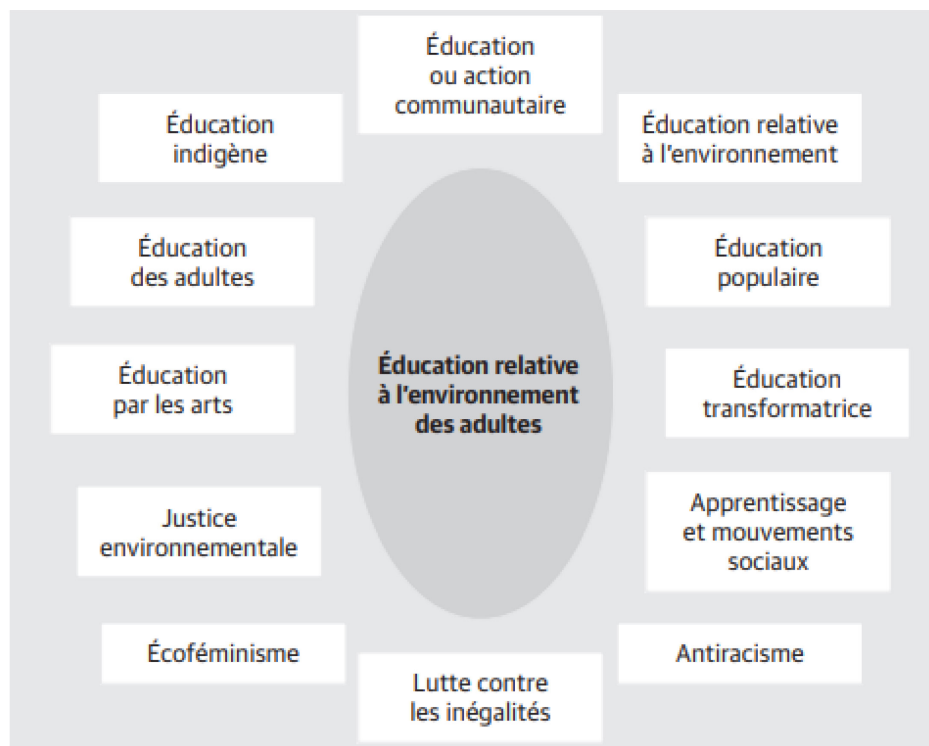 Éducation
ou action
communautaire
Éducation
indigène
Éducation relative
à l'environnement
Éducation
des adultes
Éducation
populaire
Éducation relative
à l'environnement
des adultes
Éducation
par les arts
Éducation
transformatrice
Justice
environnementale
Apprentissage
et mouvements
sociaux
Écoféminisme
Antiracisme
Lutte contre
les inégalités